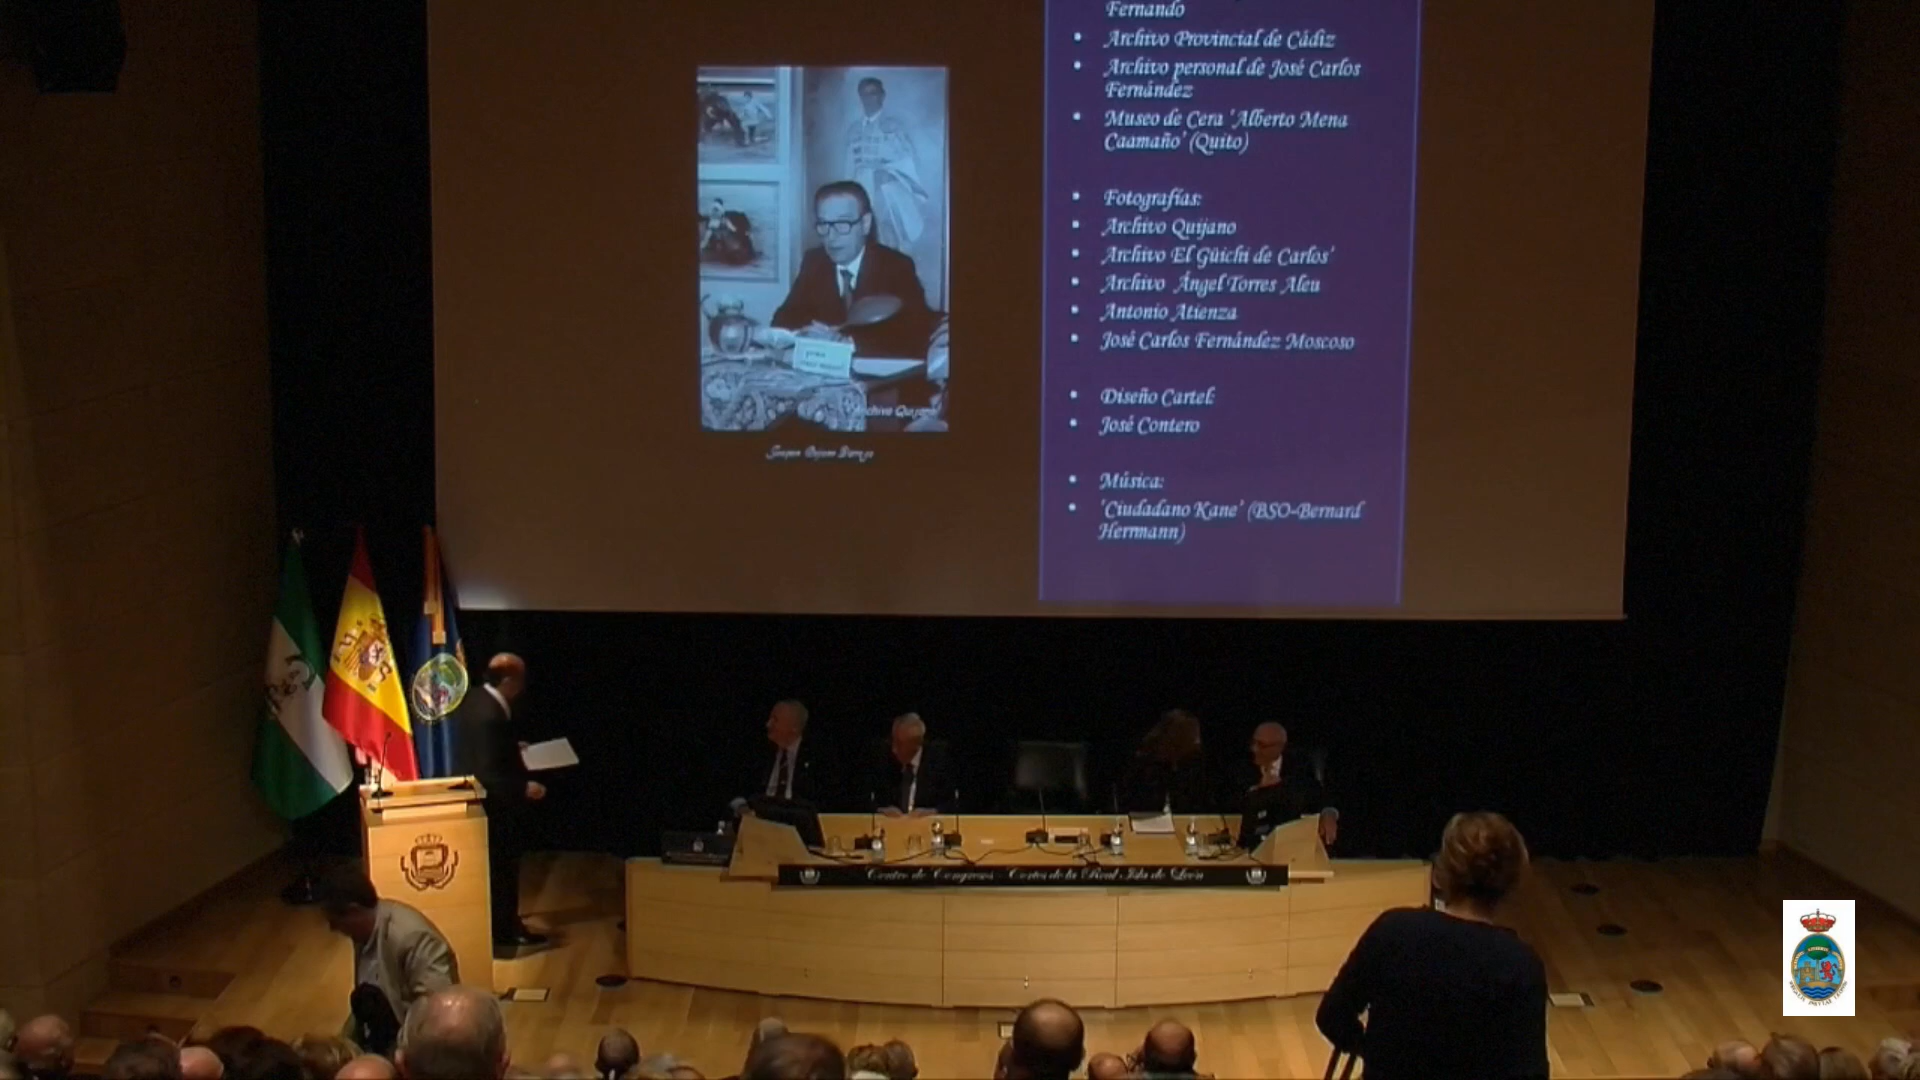 Fernando
• Archivo Provincial de Cádiz
• Archivo personal de José Carlos
Fernández
• Museo de Cera 'Alberto Mena
Caamaño' (Quito)
• Fotografías:
• Archivo Quijano
• Archivo El Güichi de Carlos'
• Archivo Ángel Torres Aleu
• Antonio Atienza
• José Carlos Fernández Moscoso
• Diseño Cartel:
• José Contero
• Música:
• 'Ciudadano Kane' (BSO-Bernard
Herrmann)
Archivo Quijano
Centro de Congresos - Cortes de la Real Isla de León